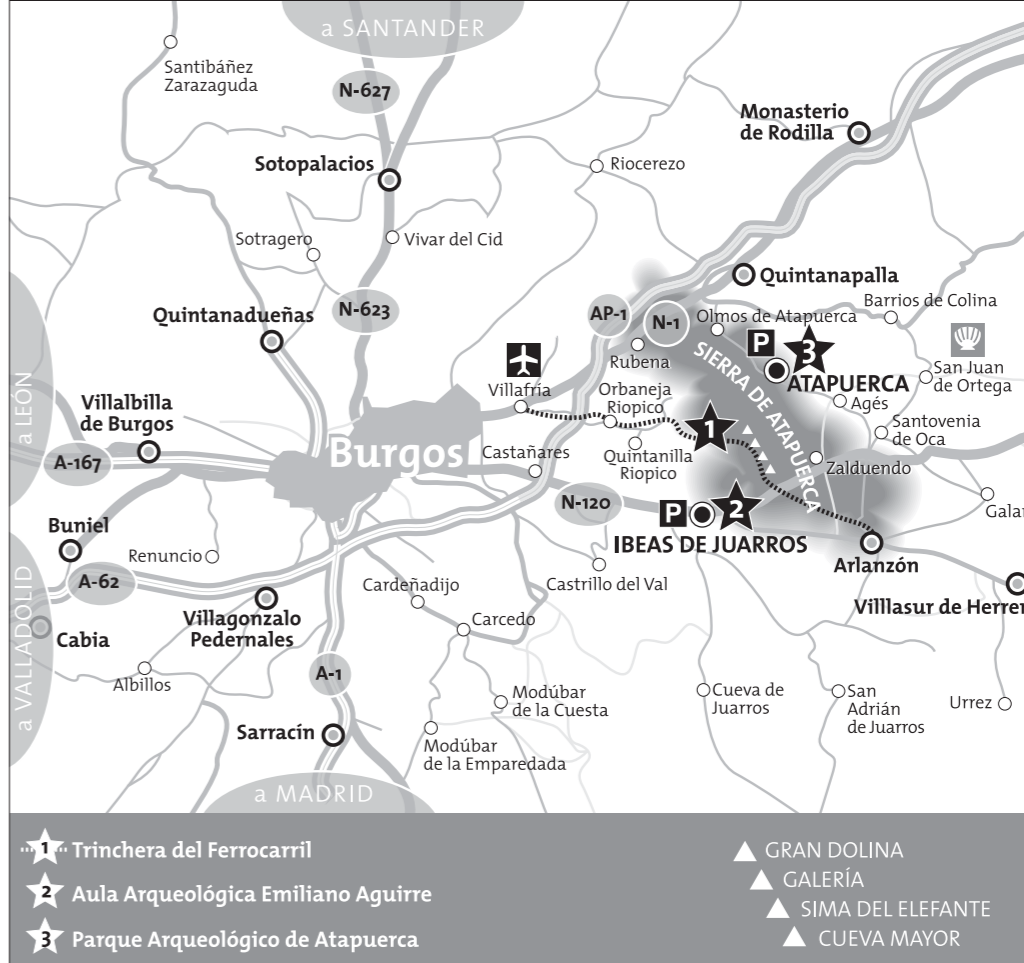 a SANTANDER
Santibáñez
Zarazaguda
N-627
Monasterio
de Rodilla
Sotopalacios
Riocerezo
Sotragero
Vivar del Cid
Quintanapalla
Barrios de Colina
N-623
AP-1
N-1
Olmos de Atapuerca
Quintanadueñas
P
3
Rubena
SIERRA DE ATAPUERCA
San Juan
de Ortega
Villafría
Orbaneja
Riopico
ATAPUERCA
Agés
a LEÓN
Villalbilla
de Burgos
1
Santovenia
de Oca
Burgos
Castañares
Quintanilla
Riopico
Zalduendo
A-167
N-120
P
2
Galar
Buniel
IBEAS DE JUARROS
Renuncio
Arlanzón
A-62
Cardeñadijo
Castrillo del Val
Villlasur de Herrer
Villagonzalo
Pedernales
Carcedo
Cabia
a VALLADOLID
Albillos
A-1
Modúbar
de la Cuesta
Cueva de
Juarros
San
Adrián
de Juarros
Urrez
Sarracín
Modúbar
de la Emparedada
a MADRID
1 Trinchera del Ferrocarril
2 Aula Arqueológica Emiliano Aguirre
3 Parque Arqueológico de Atapuerca
GRAN DOLINA
GALERÍA
SIMA DEL ELEFANTE
CUEVA MAYOR